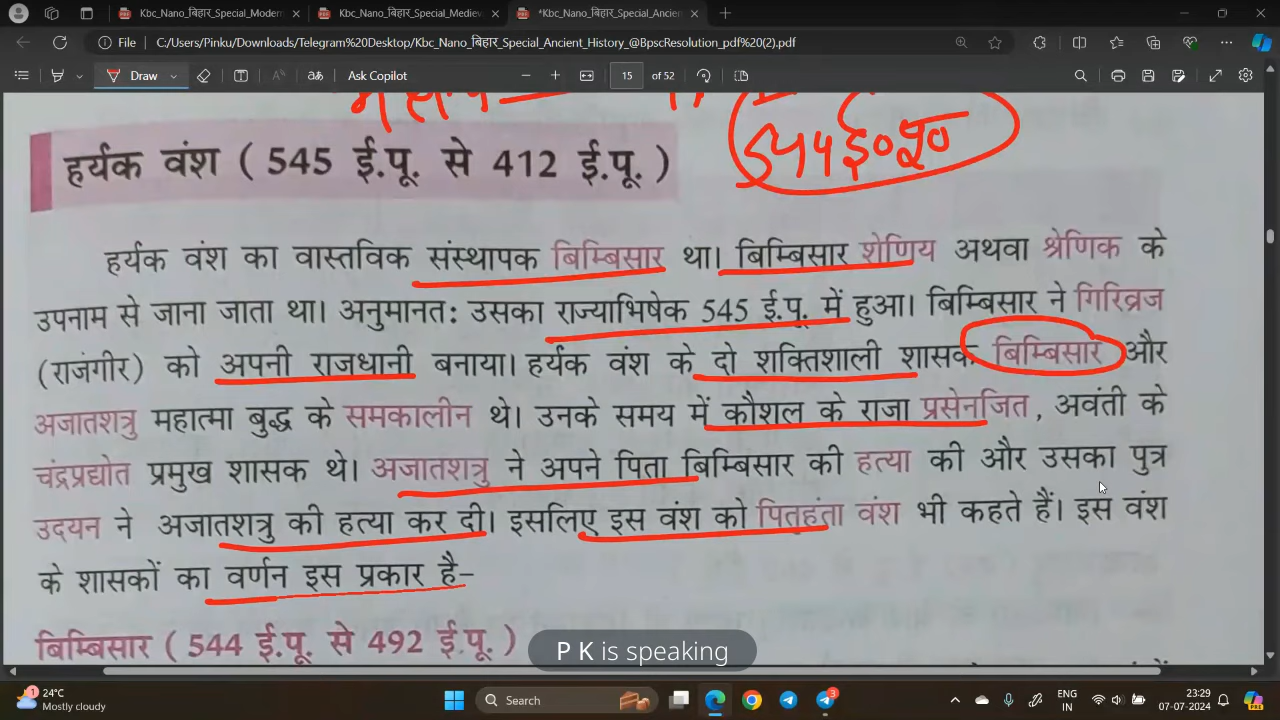 Kbc_Nano_बिहार_Special_Modern
Kbc_Nano_बिहार_Special_Mediev
*Kbc_Nano_बिहार_Special_Ancien
File
C:/Users/Pinku/Downloads/Telegram%20Desktop/Kbc_Nano_बिहार_Special_Ancient_History_@BpscResolution_pdf%20(2).pdf
Draw
Ask Copilot
15 of 52
544 ई० पू०
हर्यक वंश ( 545 ई.पू. से 412 ई.पू. )
हर्यक वंश का वास्तविक संस्थापक बिम्बिसार था। बिम्बिसार शेणिय अथवा श्रेणिक के
उपनाम से जाना जाता था। अनुमानत: उसका राज्याभिषेक 545 ई.पू. में हुआ। बिम्बिसार ने गिरिव्रज
(राजंगीर) को अपनी राजधानी बनाया। हर्यक वंश के दो शक्तिशाली शासक बिम्बिसार और
अजातशत्रु महात्मा बुद्ध के समकालीन थे। उनके समय में कौशल के राजा प्रसेनजित, अवंती के
चंद्रप्रद्योत प्रमुख शासक थे। अजातशत्रु ने अपने पिता बिम्बिसार की हत्या की और उसका पुत्र
उदयन ने अजातशत्रु की हत्या कर दी। इसलिए इस वंश को पितृहंता वंश भी कहते हैं। इस वंश
के शासकों का वर्णन इस प्रकार है-
बिम्बिसार ( 544 ई.पू. से 492 ई.पू. )
P K is speaking
1
24°C
Mostly cloudy
Search
3
ENG
IN
23:29
07-07-2024